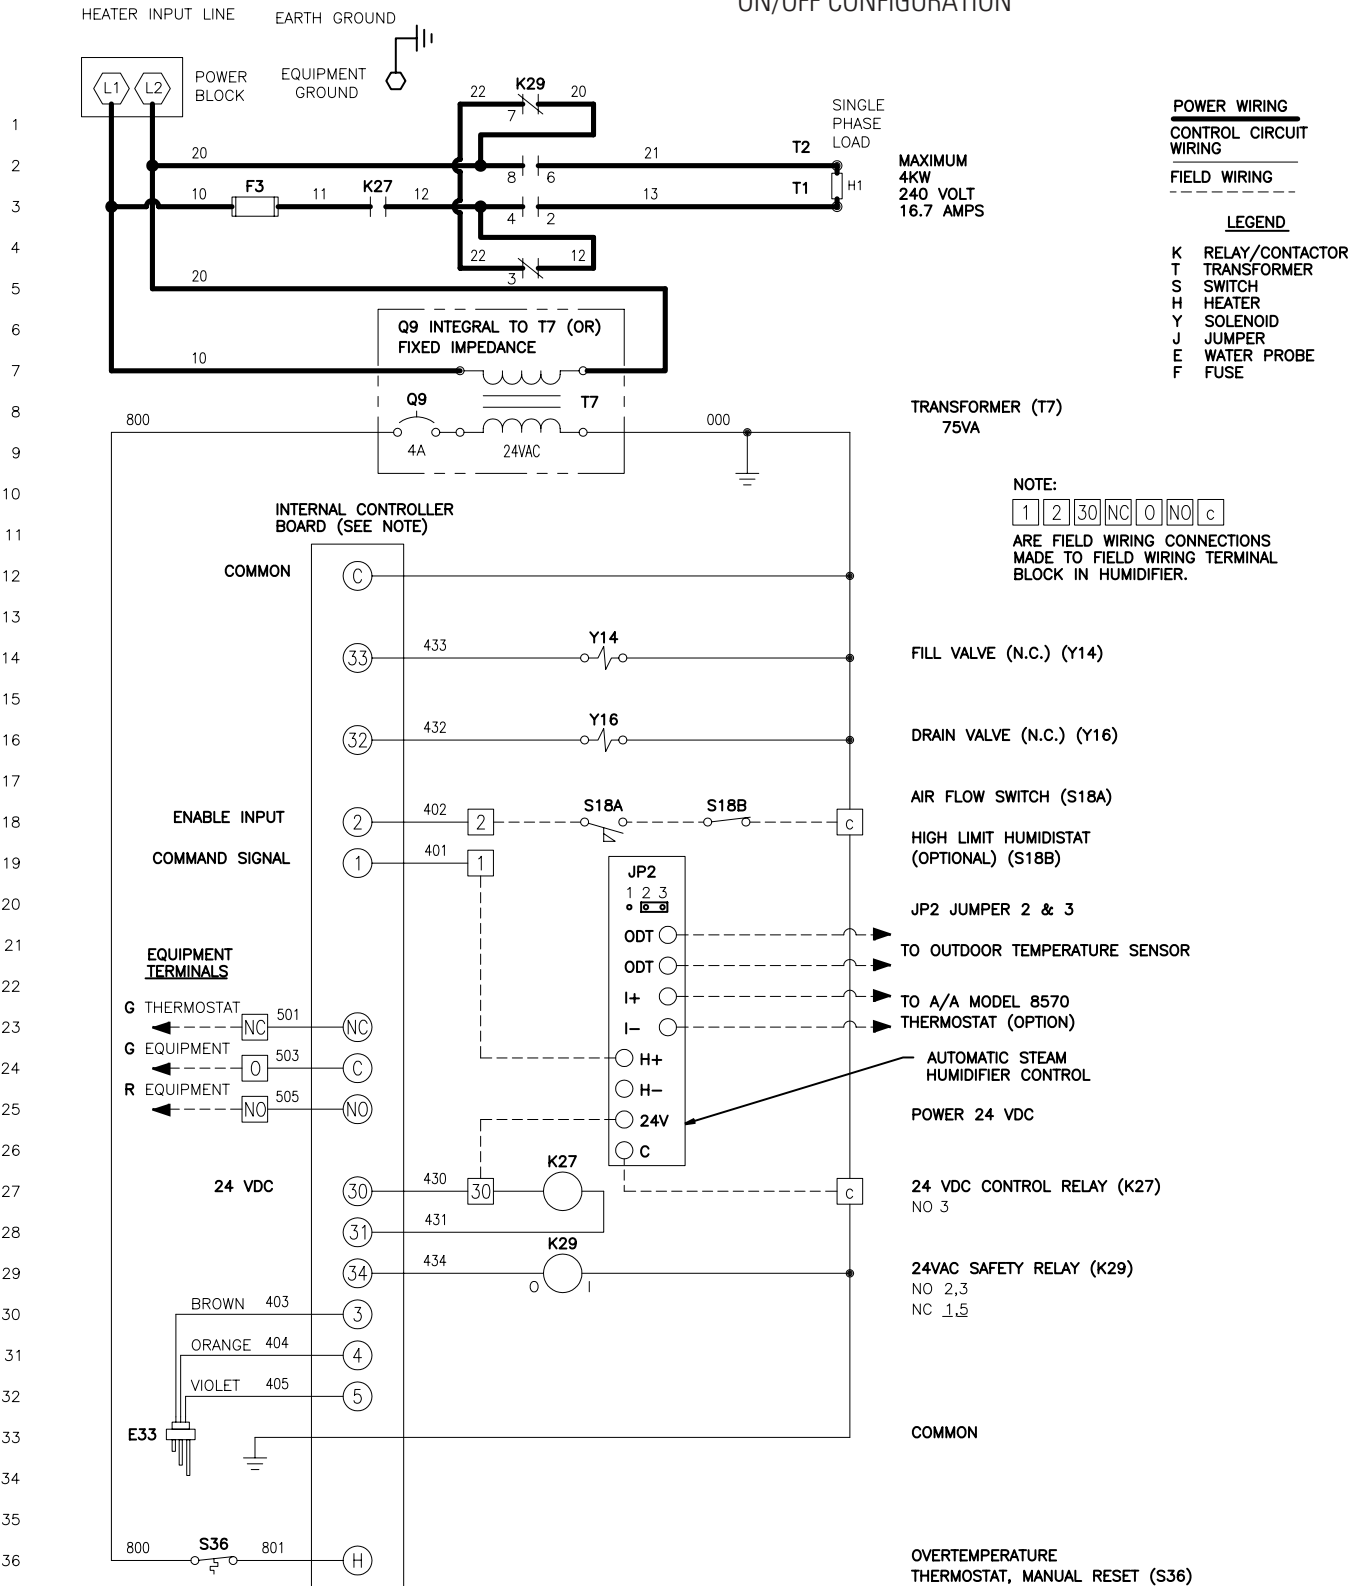 ON/OFF CONFIGURATION
HEATER INPUT LINE
EARTH GROUND
L1 L2
POWER
BLOCK
EQUIPMENT
GROUND
22 K29 20
7
SINGLE
PHASE
LOAD
POWER WIRING
CONTROL CIRCUIT
WIRING
FIELD WIRING
1
2
20
8 6
21
T2
MAXIMUM
4KW
240 VOLT
16.7 AMPS
3
10 F3 11 K27 12
4 2
13
T1
H1
LEGEND
K RELAY/CONTACTOR
T TRANSFORMER
S SWITCH
H HEATER
Y SOLENOID
J JUMPER
E WATER PROBE
F FUSE
4
22 12
3
5
20
6
Q9 INTEGRAL TO T7 (OR)
FIXED IMPEDANCE
7
10
8
Q9
T7
TRANSFORMER (T7)
75VA
800
000
9
4A
24VAC
10
NOTE:
1 2 30 NC O NO c
ARE FIELD WIRING CONNECTIONS
MADE TO FIELD WIRING TERMINAL
BLOCK IN HUMIDIFIER.
INTERNAL CONTROLLER
BOARD (SEE NOTE)
11
12
COMMON
C
13
14
33
433
Y14
FILL VALVE (N.C.) (Y14)
15
16
32
432
Y16
DRAIN VALVE (N.C.) (Y16)
17
AIR FLOW SWITCH (S18A)
18
ENABLE INPUT
2
402
2
S18A
S18B
c
HIGH LIMIT HUMIDISTAT
(OPTIONAL) (S18B)
19
COMMAND SIGNAL
1
401
1
JP2
1 2 3
20
JP2 JUMPER 2 & 3
21
ODT
ODT
TO OUTDOOR TEMPERATURE SENSOR
EQUIPMENT
TERMINALS
22
I+
I−
TO A/A MODEL 8570
THERMOSTAT (OPTION)
G THERMOSTAT
23
NC
501
NC
G EQUIPMENT
24
O
503
C
H+
AUTOMATIC STEAM
HUMIDIFIER CONTROL
R EQUIPMENT
25
NO
505
NO
H−
24V
POWER 24 VDC
26
C
27
24 VDC
30
430
30
K27
c
24 VDC CONTROL RELAY (K27)
NO 3
28
31
431
29
34
434
K29
O I
24VAC SAFETY RELAY (K29)
NO 2,3
NC 1,5
30
BROWN 403
3
31
ORANGE 404
4
32
VIOLET 405
5
33
E33
COMMON
34
35
36
800 S36 801
H
OVERTEMPERATURE
THERMOSTAT, MANUAL RESET (S36)